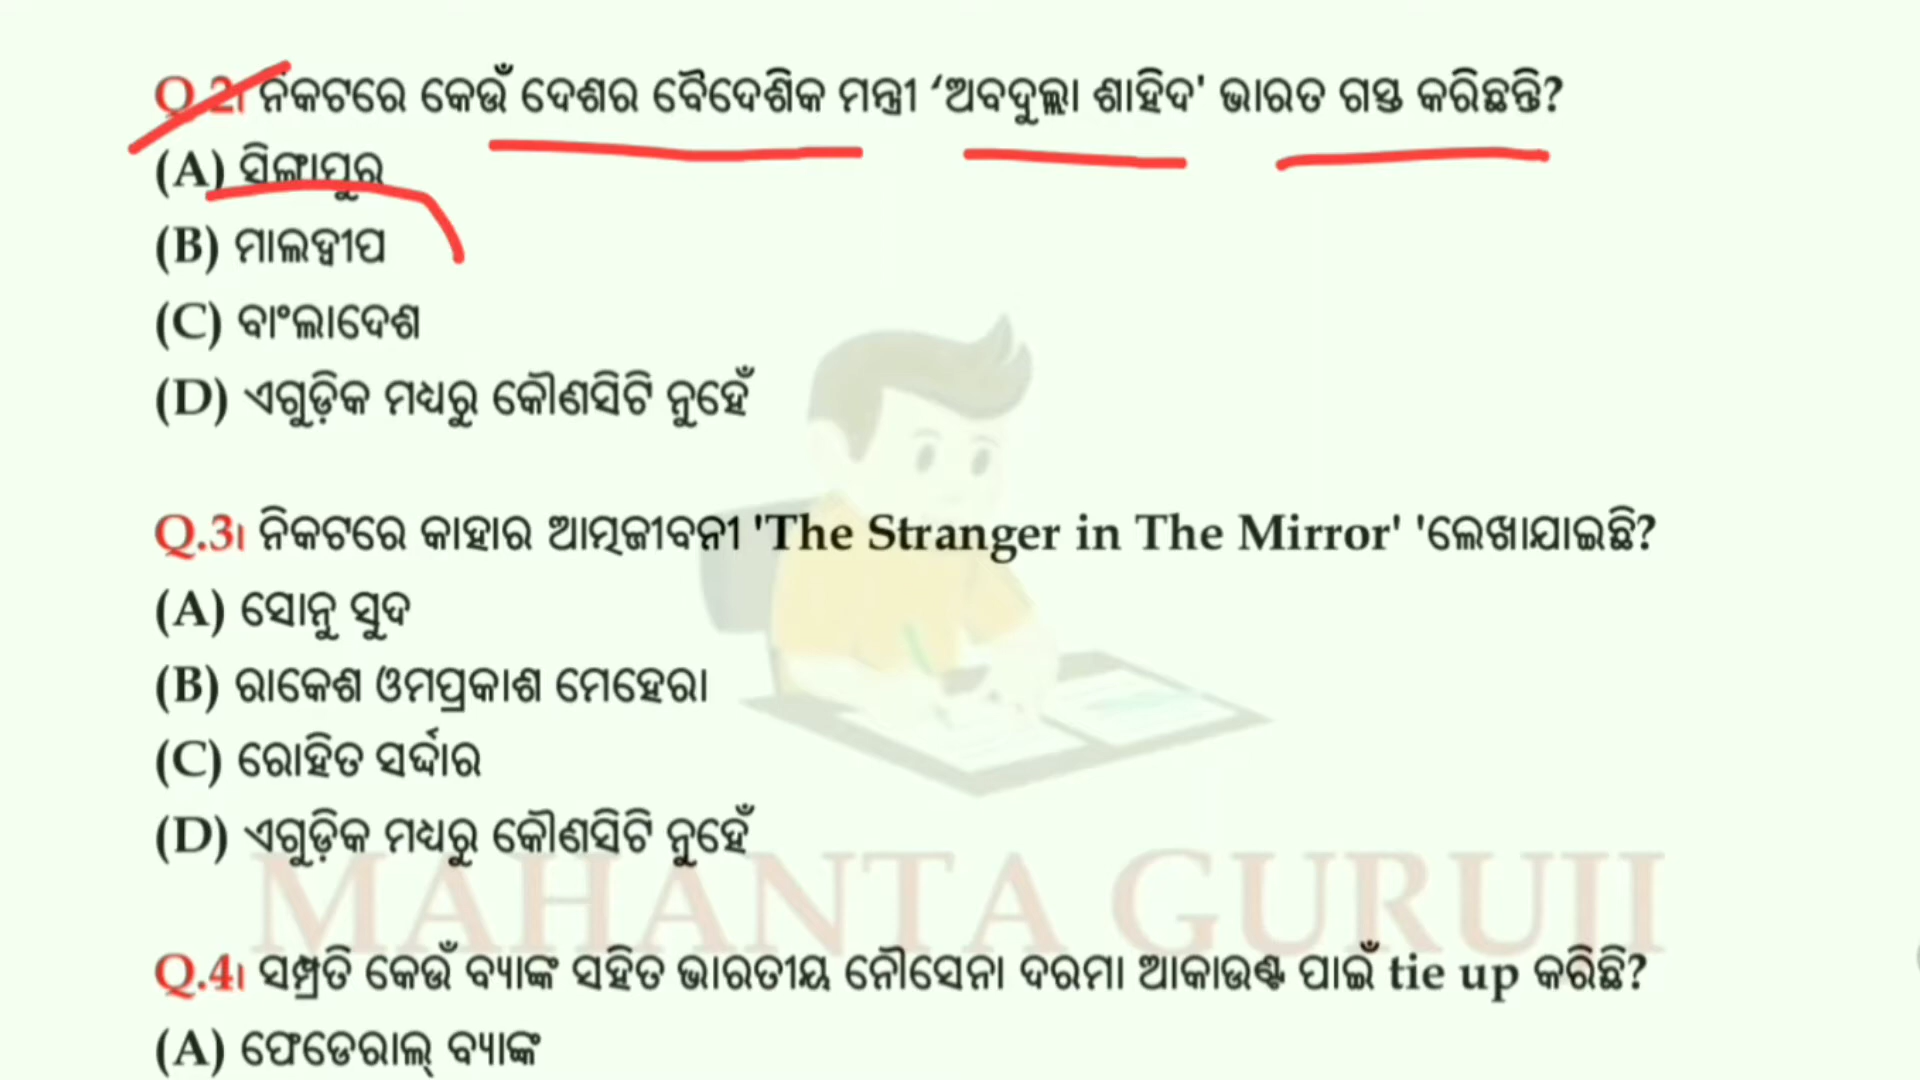 Q.2। ନିକଟରେ କେଉଁ ଦେଶର ବୈଦେଶିକ ମନ୍ତ୍ରୀ ‘ଅବଦୁଲ୍ଲା ଶାହିଦ' ଭାରତ ଗସ୍ତ କରିଛନ୍ତି?
(A) ସିଙ୍ଗାପୁର
(B) ମାଲଦ୍ୱୀପ
(C) ବାଂଲାଦେଶ
(D) ଏଗୁଡ଼ିକ ମଧ୍ୟରୁ କୌଣସିଟି ନୁହେଁ
Q.3। ନିକଟରେ କାହାର ଆତ୍ମଜୀବନୀ 'The Stranger in The Mirror' 'ଲେଖାଯାଇଛି?
(A) ସୋନୁ ସୁଦ
(B) ରାକେଶ ଓମପ୍ରକାଶ ମେହେରା
(C) ରୋହିତ ସର୍ଦ୍ଦାର
(D) ଏଗୁଡ଼ିକ ମଧ୍ୟରୁ କୌଣସିଟି ନୁହେଁ
MAHANTA GURUJI
Q.4। ସମ୍ପ୍ରତି କେଉଁ ବ୍ୟାଙ୍କ ସହିତ ଭାରତୀୟ ନୌସେନା ଦରମା ଆକାଉଣ୍ଟ ପାଇଁ tie up କରିଛି?
(A) ଫେଡେରାଲ୍ ବ୍ୟାଙ୍କ